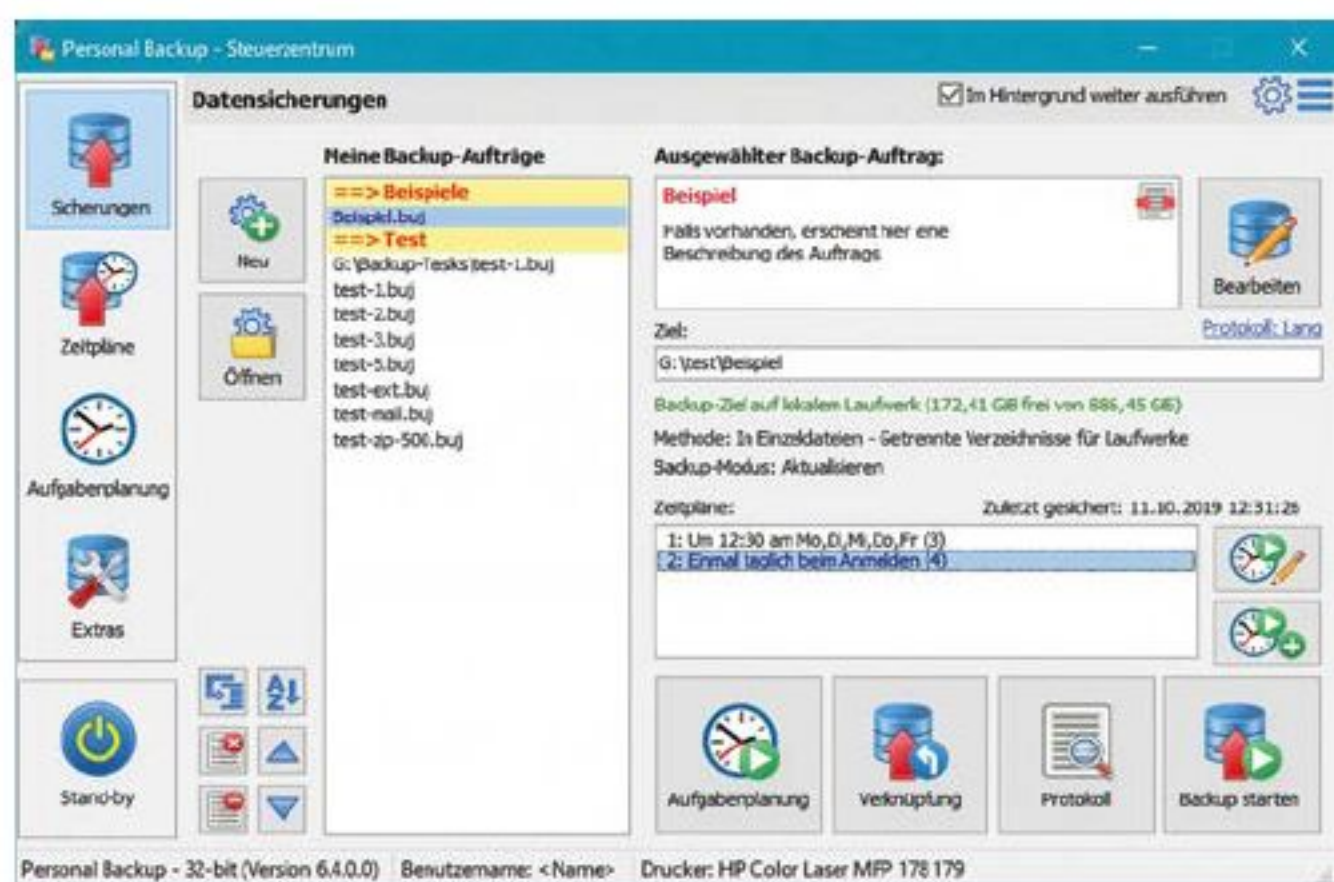 Personal Backup - Steuerzentrum
Datensicherungen
Im Hintergrund weiter ausführen
Sicherungen
Zeitpläne
Aufgabenplanung
Extras
Stand-by
Neu
Öffnen
Meine Backup-Aufträge
==> Beispiele
Beispiel.buj
==> Test
G:\Backup-Tasks\test-1.buj
test-1.buj
test-2.buj
test-3.buj
test-5.buj
test-ext.buj
test-mail.buj
test-zip-500.buj
Ausgewählter Backup-Auftrag:
Beispiel
Falls vorhanden, erscheint hier eine
Beschreibung des Auftrags
Bearbeiten
Ziel:
Protokoll: Lang
G:\test\Beispiel
Backup-Ziel auf lokalem Laufwerk (172,41 GiB frei von 886,45 GiB)
Methode: In Einzeldateien - Getrennte Verzeichnisse für Laufwerke
Backup-Modus: Aktualisieren
Zeitpläne:
Zuletzt gesichert: 11.10.2019 12:31:26
1: Um 12:30 am Mo,Di,Mi,Do,Fr (3)
2: Einmal täglich beim Anmelden (4)
Aufgabenplanung
Verknüpfung
Protokoll
Backup starten
Personal Backup - 32-bit (Version 6.4.0.0)
Benutzername: <Name>
Drucker: HP Color Laser MFP 178 179